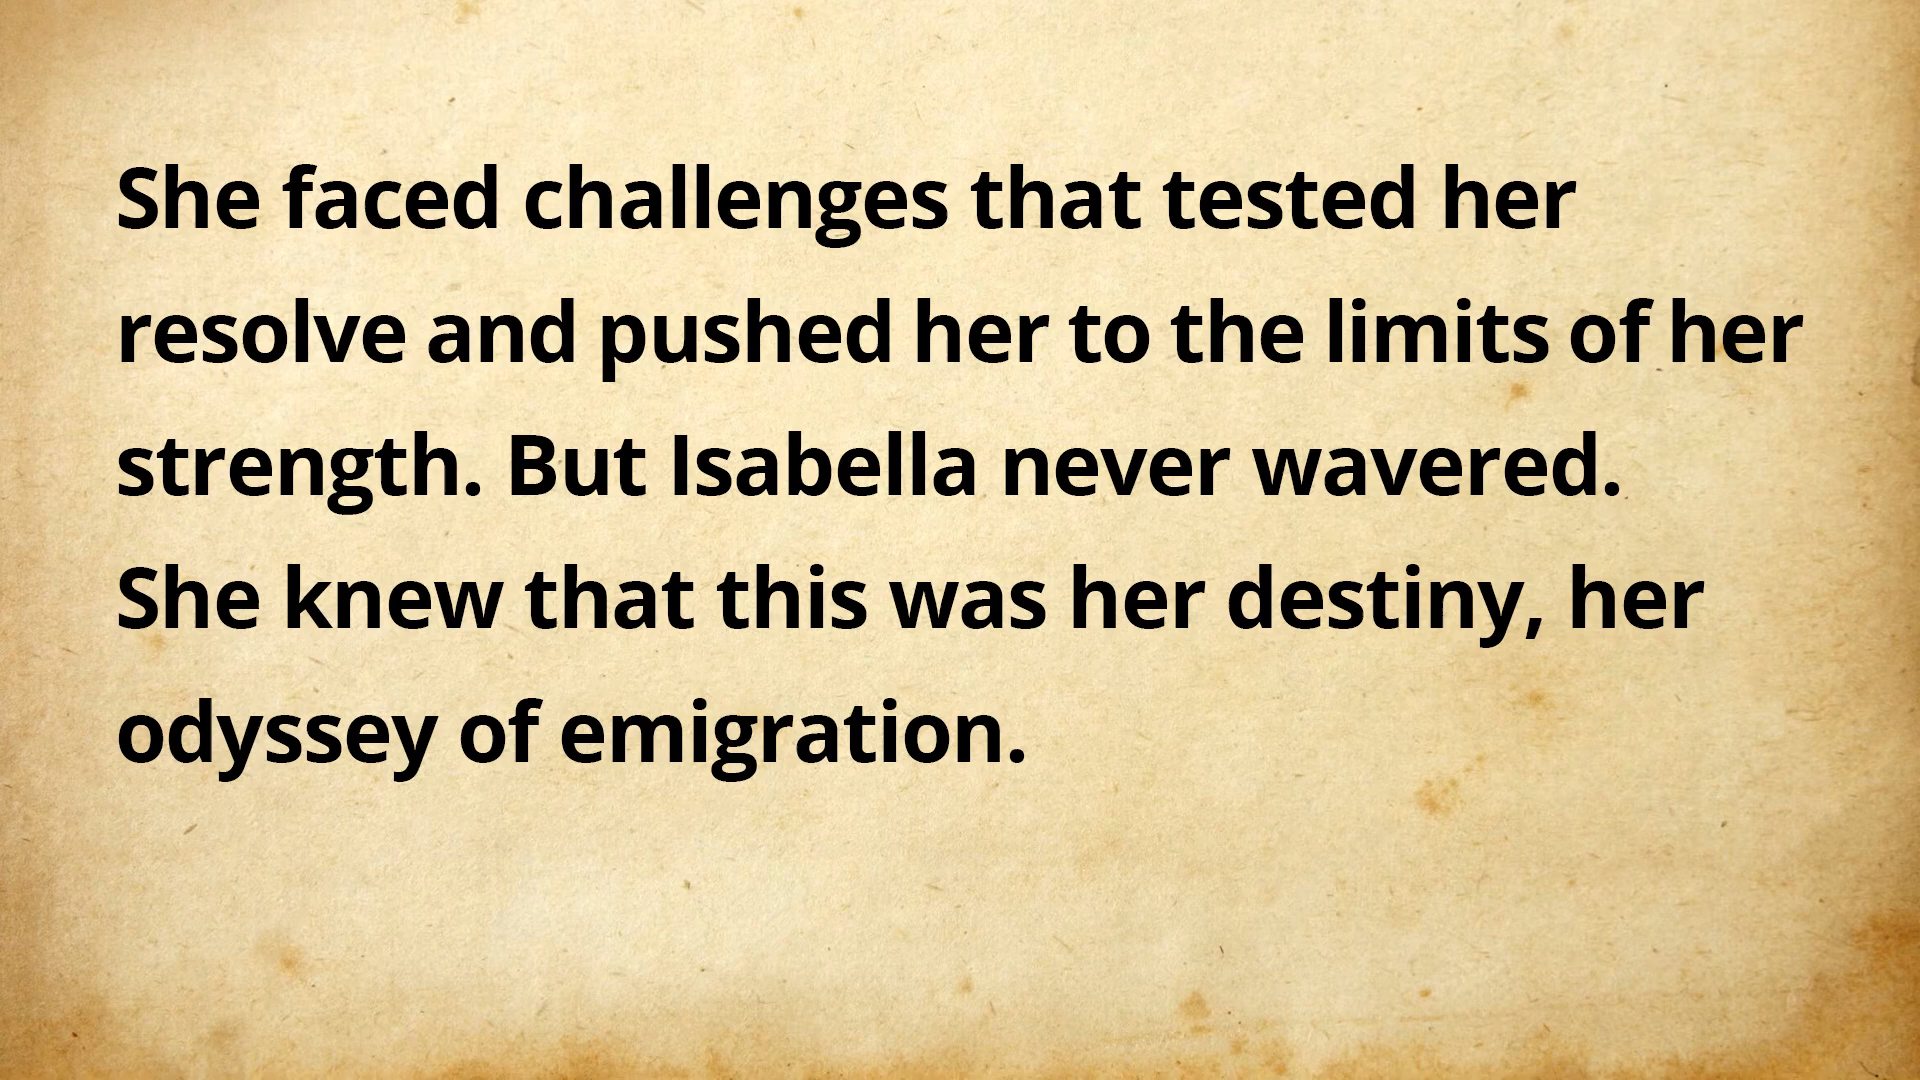 She faced challenges that tested her
resolve and pushed her to the limits of her
strength. But Isabella never wavered.
She knew that this was her destiny, her
odyssey of emigration.